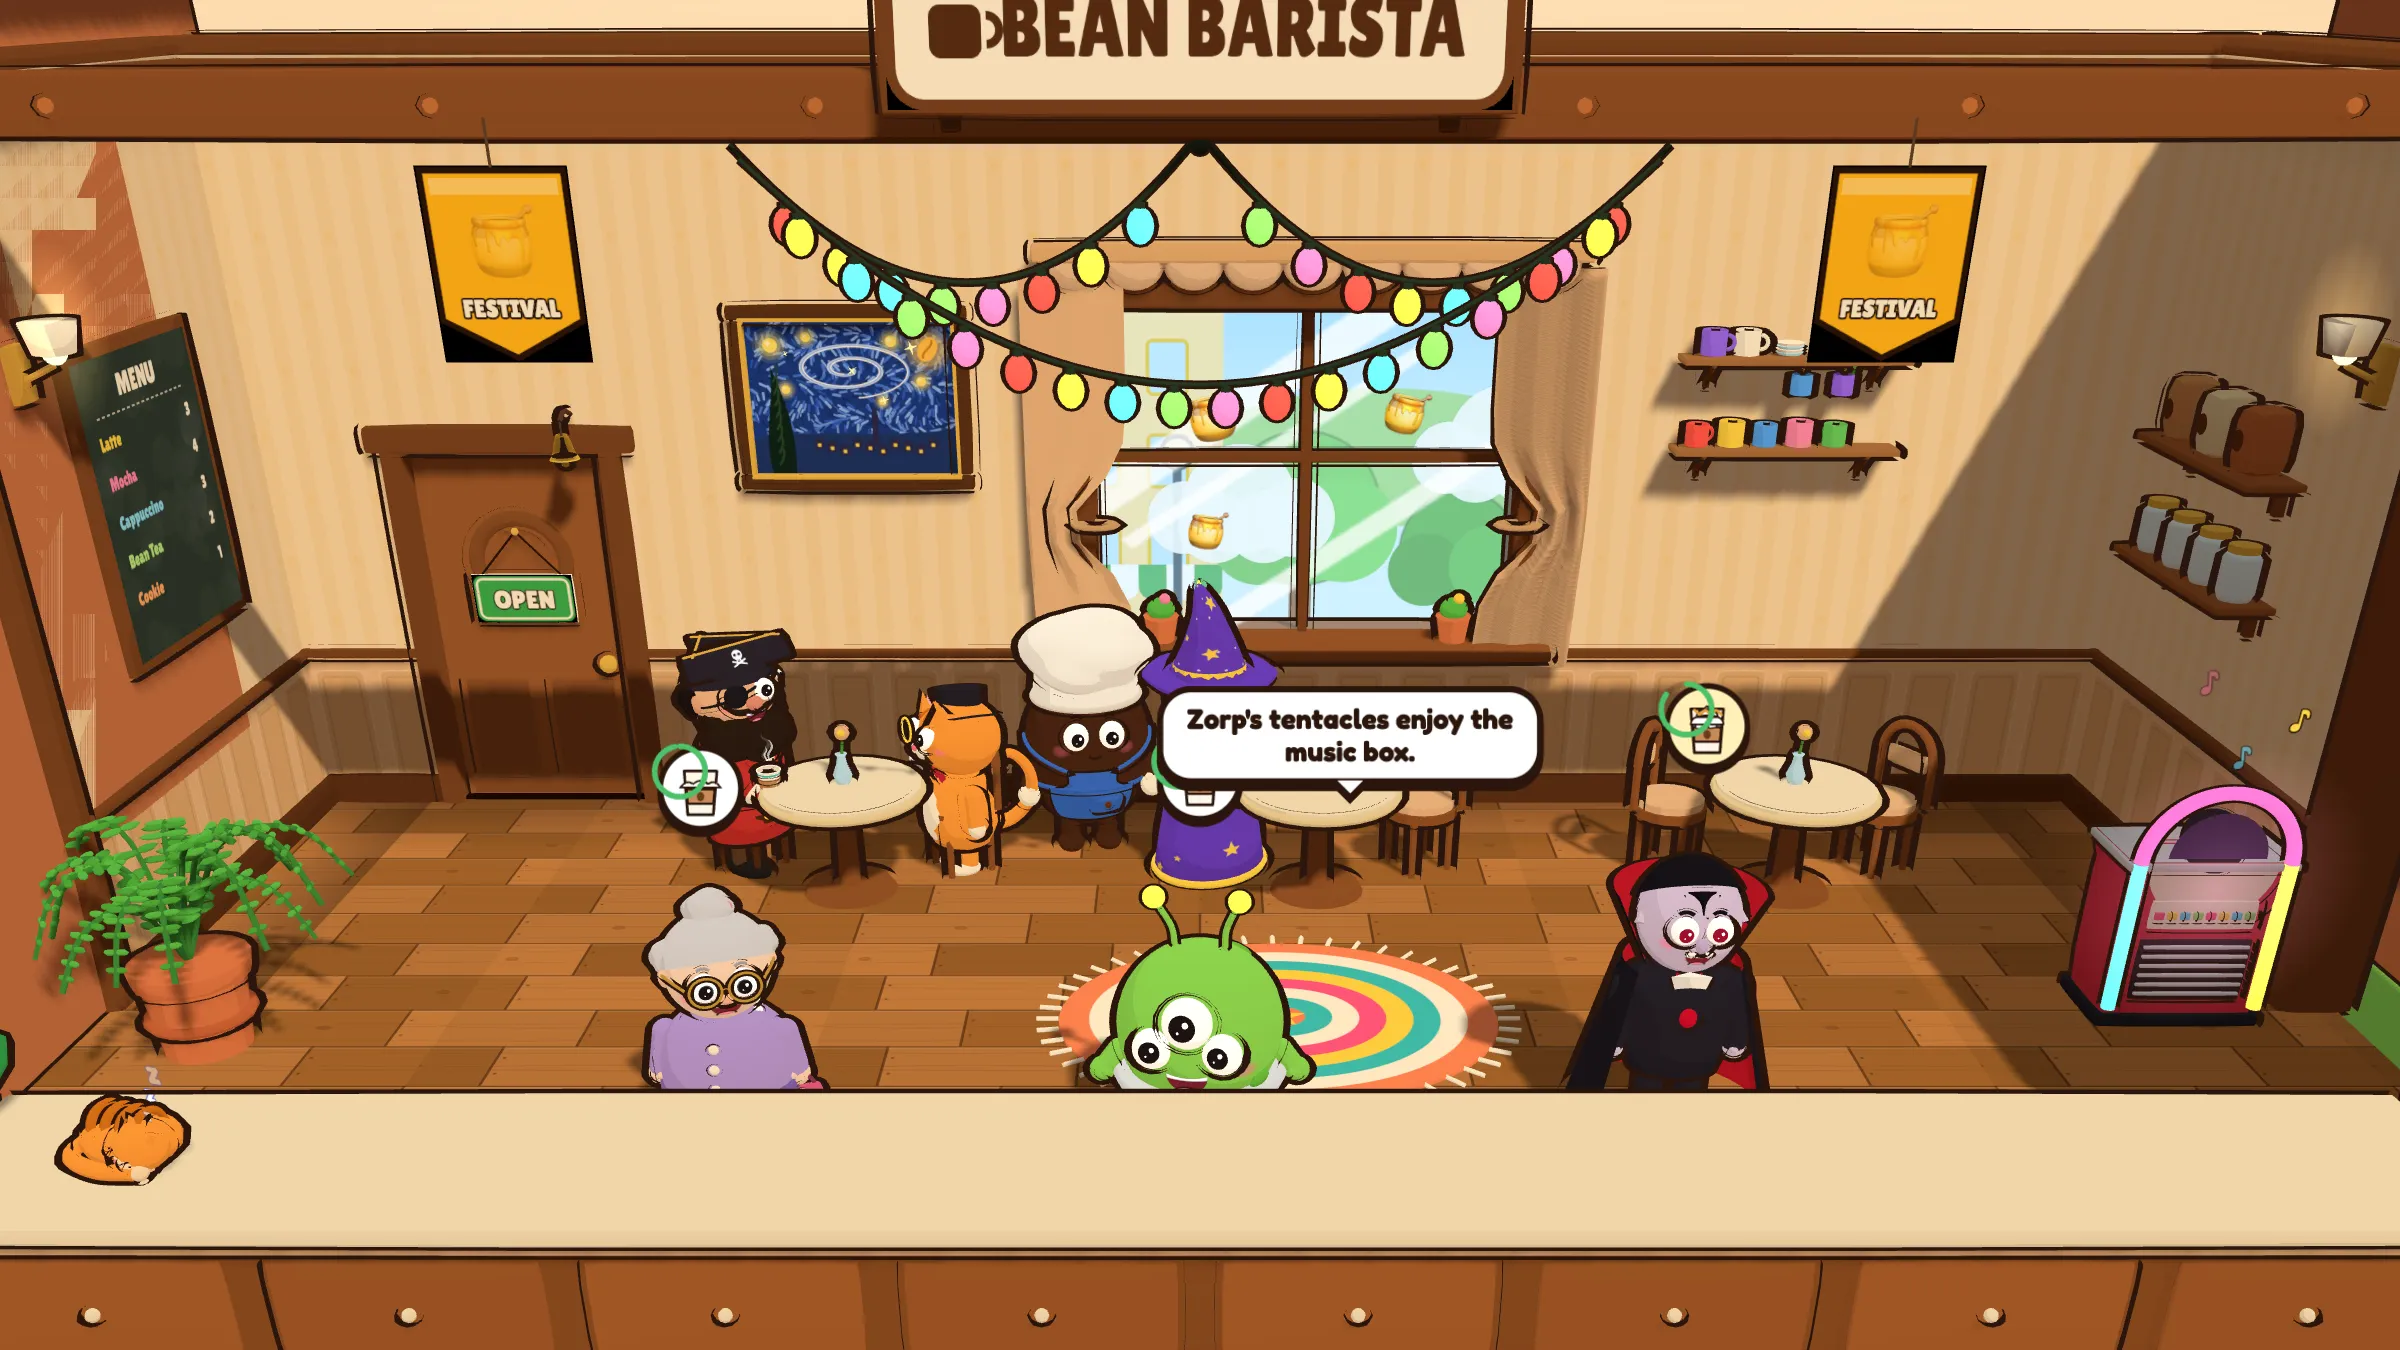 BEAN BARISTA
FESTIVAL
FESTIVAL
MENU
Latte 3
Mocha 4
Cappuccino 3
Bean Tea 2
Cookie 1
OPEN
Zorp's tentacles enjoy the
music box.